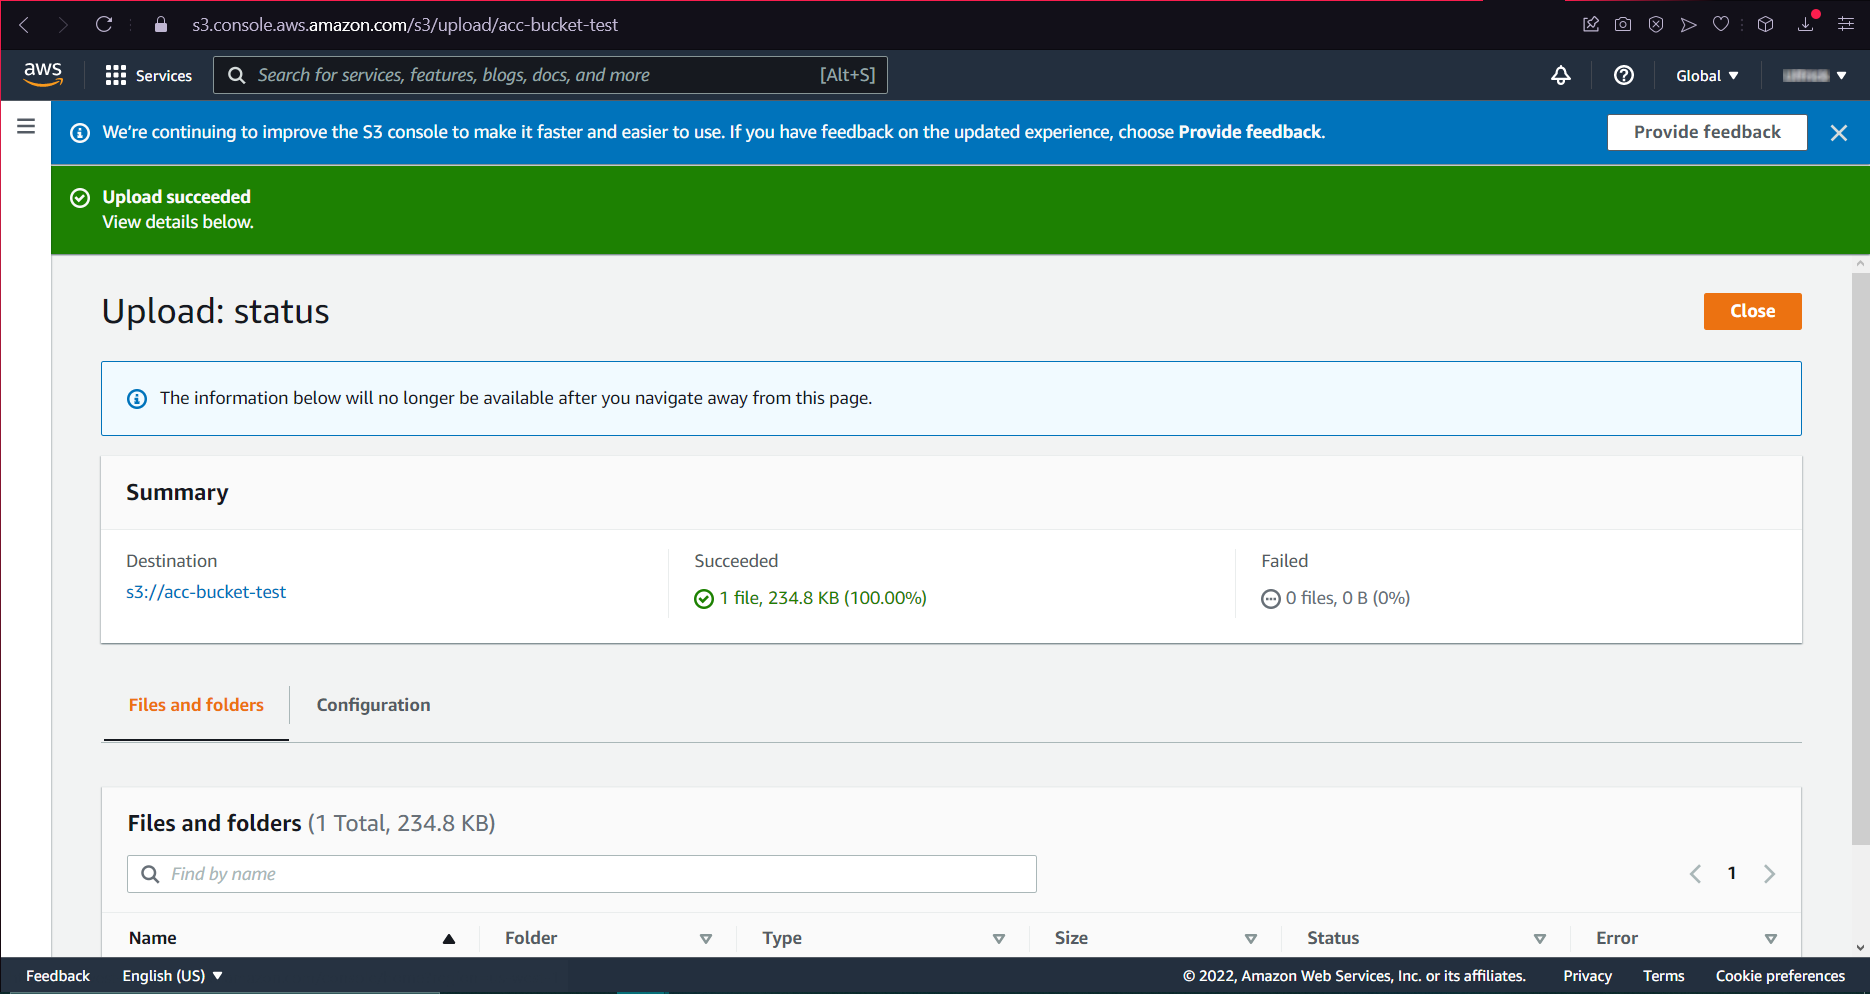 s3.console.aws.amazon.com/s3/upload/acc-bucket-test
aws
Services
Search for services, features, blogs, docs, and more
[Alt+S]
Global
We're continuing to improve the S3 console to make it faster and easier to use. If you have feedback on the updated experience, choose Provide feedback.
Provide feedback
Upload succeeded
View details below.
Upload: status
Close
The information below will no longer be available after you navigate away from this page.
Summary
Destination
s3://acc-bucket-test
Succeeded
1 file, 234.8 KB (100.00%)
Failed
0 files, 0 B (0%)
Files and folders
Configuration
Files and folders (1 Total, 234.8 KB)
Find by name
1
Name
Folder
Type
Size
Status
Error
Feedback
English (US)
© 2022, Amazon Web Services, Inc. or its affiliates.
Privacy
Terms
Cookie preferences